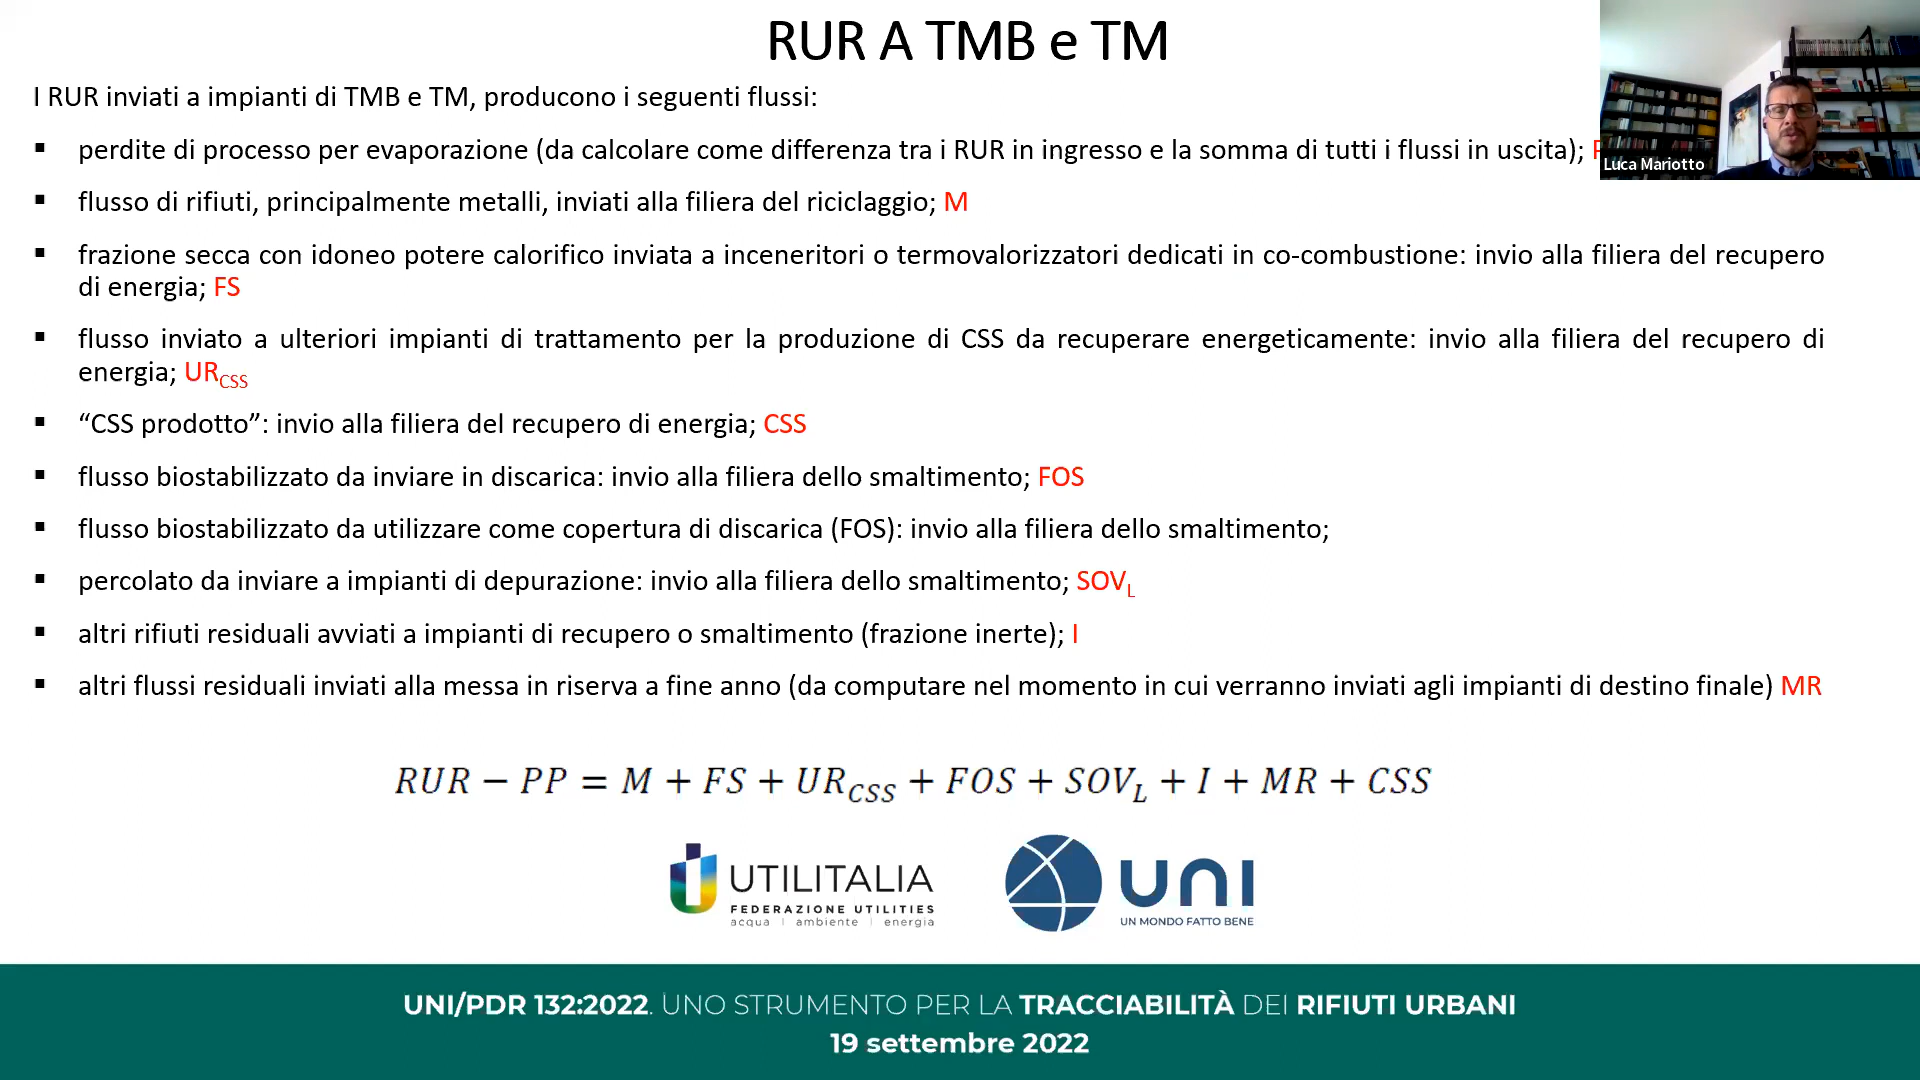 RUR A TMB e TM
I RUR inviati a impianti di TMB e TM, producono i seguenti flussi:
▪ perdite di processo per evaporazione (da calcolare come differenza tra i RUR in ingresso e la somma di tutti i flussi in uscita);
Luca Mariotto
▪ flusso di rifiuti, principalmente metalli, inviati alla filiera del riciclaggio; M
▪ frazione secca con idoneo potere calorifico inviata a inceneritori o termovalorizzatori dedicati in co-combustione: invio alla filiera del recupero
di energia; FS
▪ flusso inviato a ulteriori impianti di trattamento per la produzione di CSS da recuperare energeticamente: invio alla filiera del recupero di
energia; UR_CSS
▪ “CSS prodotto”: invio alla filiera del recupero di energia; CSS
▪ flusso biostabilizzato da inviare in discarica: invio alla filiera dello smaltimento; FOS
▪ flusso biostabilizzato da utilizzare come copertura di discarica (FOS): invio alla filiera dello smaltimento;
▪ percolato da inviare a impianti di depurazione: invio alla filiera dello smaltimento; SOV_L
▪ altri rifiuti residuali avviati a impianti di recupero o smaltimento (frazione inerte); I
▪ altri flussi residuali inviati alla messa in riserva a fine anno (da computare nel momento in cui verranno inviati agli impianti di destino finale) MR
RUR − PP = M + FS + UR_CSS + FOS + SOV_L + I + MR + CSS
UTILITALIA
FEDERAZIONE UTILITIES
acqua | ambiente | energia
UNI
UN MONDO FATTO BENE
UNI/PDR 132:2022. UNO STRUMENTO PER LA TRACCIABILITÀ DEI RIFIUTI URBANI
19 settembre 2022